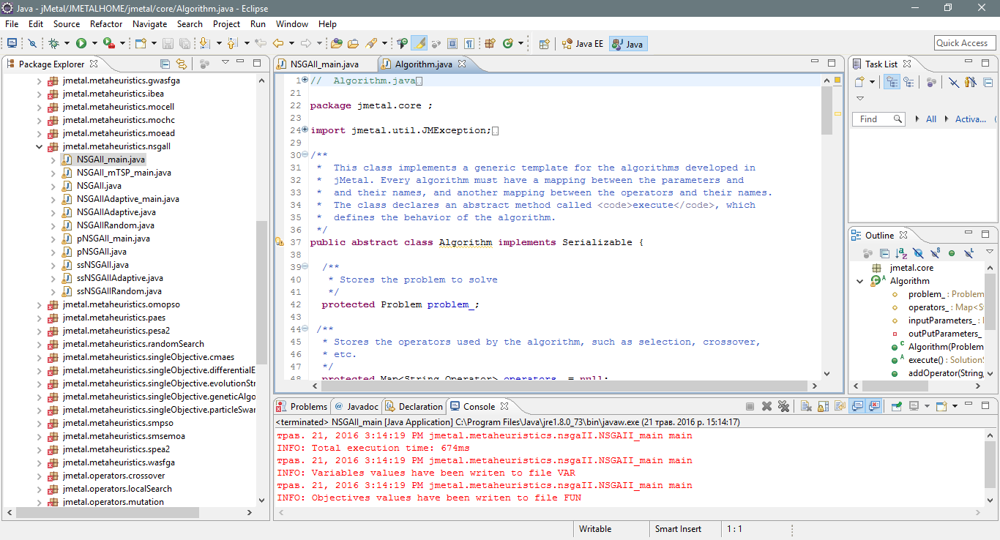 Java - jMetal/JMETALHOME/jmetal/core/Algorithm.java - Eclipse
File Edit Source Refactor Navigate Search Project Run Window Help
Quick Access
Java EE
Java
Package Explorer
jmetal.metaheuristics.gwasfga
jmetal.metaheuristics.ibea
jmetal.metaheuristics.mocell
jmetal.metaheuristics.mochc
jmetal.metaheuristics.moead
jmetal.metaheuristics.nsgaII
NSGAII_main.java
NSGAII_mTSP_main.java
NSGAII.java
NSGAIIAdaptive_main.java
NSGAIIAdaptive.java
NSGAIIRandom.java
pNSGAII_main.java
pNSGAII.java
ssNSGAII.java
ssNSGAIIAdaptive.java
ssNSGAIIRandom.java
jmetal.metaheuristics.omopso
jmetal.metaheuristics.paes
jmetal.metaheuristics.pesa2
jmetal.metaheuristics.randomSearch
jmetal.metaheuristics.singleObjective.cmaes
jmetal.metaheuristics.singleObjective.differentialE
jmetal.metaheuristics.singleObjective.evolutionStr
jmetal.metaheuristics.singleObjective.geneticAlgo
jmetal.metaheuristics.singleObjective.particleSwar
jmetal.metaheuristics.smpso
jmetal.metaheuristics.smsemoa
jmetal.metaheuristics.spea2
jmetal.metaheuristics.wasfga
jmetal.operators.crossover
jmetal.operators.localSearch
jmetal.operators.mutation
NSGAII_main.java
Algorithm.java
1 // Algorithm.java
21
22 package jmetal.core ;
23
24 import jmetal.util.JMException;
29
30 /**
31 * This class implements a generic template for the algorithms developed in
32 * jMetal. Every algorithm must have a mapping between the parameters and
33 * and their names, and another mapping between the operators and their names.
34 * The class declares an abstract method called <code>execute</code>, which
35 * defines the behavior of the algorithm.
36 */
37 public abstract class Algorithm implements Serializable {
38
39 /**
40 * Stores the problem to solve
41 */
42 protected Problem problem_;
43
44 /**
45 * Stores the operators used by the algorithm, such as selection, crossover,
46 * etc.
47 */
48 protected Map<String,Operator> operators_ = null;
Task List
Find
All
Activa...
Outline
jmetal.core
Algorithm
problem_ : Problem
operators_ : Map<S
inputParameters_ :
outPutParameters_
Algorithm(Problem
execute() : SolutionS
addOperator(String,
Problems
Javadoc
Declaration
Console
<terminated> NSGAII_main [Java Application] C:\Program Files\Java\jre1.8.0_73\bin\javaw.exe (21 трав. 2016 р. 15:14:17)
трав. 21, 2016 3:14:19 PM jmetal.metaheuristics.nsgaII.NSGAII_main main
INFO: Total execution time: 674ms
трав. 21, 2016 3:14:19 PM jmetal.metaheuristics.nsgaII.NSGAII_main main
INFO: Variables values have been writen to file VAR
трав. 21, 2016 3:14:19 PM jmetal.metaheuristics.nsgaII.NSGAII_main main
INFO: Objectives values have been writen to file FUN
Writable
Smart Insert
1 : 1